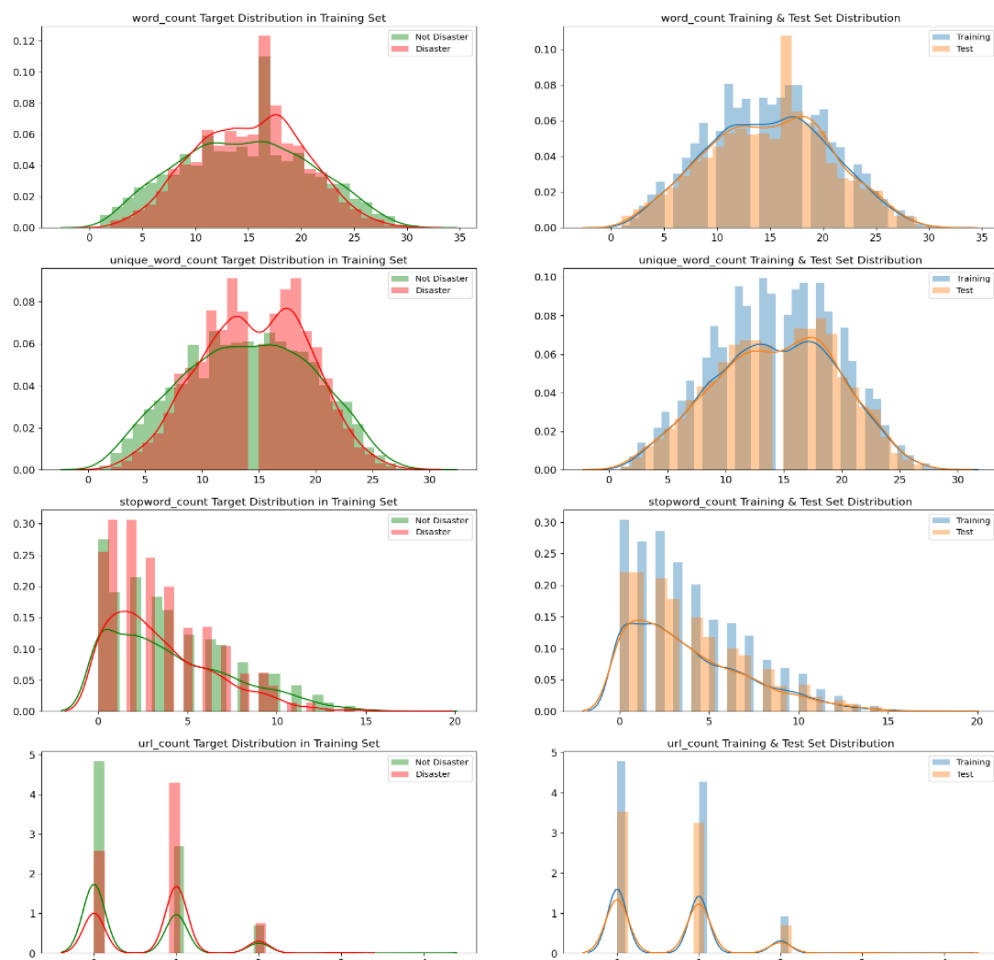 word_count Target Distribution in Training Set
Not Disaster
Disaster
0.12
0.10
0.08
0.06
0.04
0.02
0.00
0 5 10 15 20 25 30 35
word_count Training & Test Set Distribution
Training
Test
0.10
0.08
0.06
0.04
0.02
0.00
0 5 10 15 20 25 30 35
unique_word_count Target Distribution in Training Set
Not Disaster
Disaster
0.08
0.06
0.04
0.02
0.00
0 5 10 15 20 25 30
unique_word_count Training & Test Set Distribution
Training
Test
0.10
0.08
0.06
0.04
0.02
0.00
0 5 10 15 20 25 30
stopword_count Target Distribution in Training Set
Not Disaster
Disaster
0.30
0.25
0.20
0.15
0.10
0.05
0.00
0 5 10 15 20
stopword_count Training & Test Set Distribution
Training
Test
0.30
0.25
0.20
0.15
0.10
0.05
0.00
0 5 10 15 20
url_count Target Distribution in Training Set
Not Disaster
Disaster
5
4
3
2
1
0
url_count Training & Test Set Distribution
Training
Test
5
4
3
2
1
0